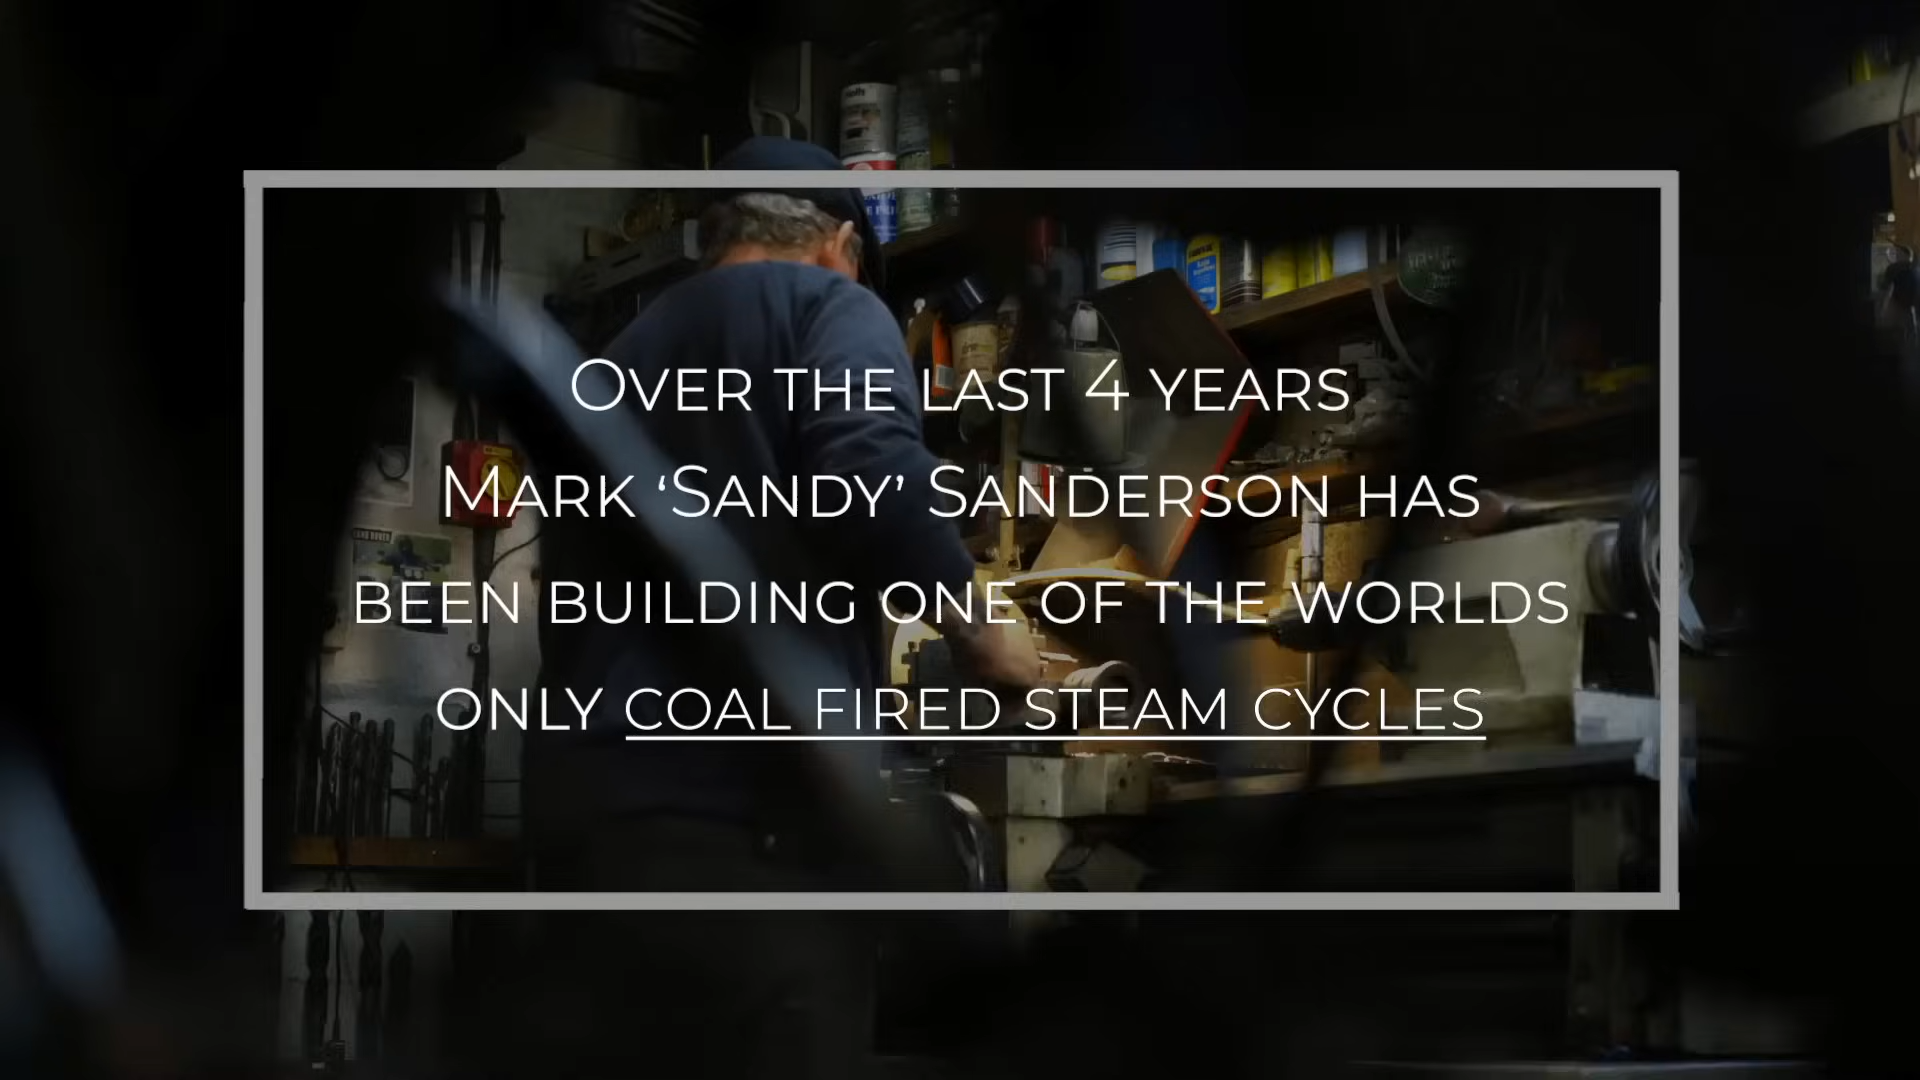 Over the last 4 years
Mark ‘Sandy’ Sanderson has
been building one of the worlds
only coal fired steam cycles